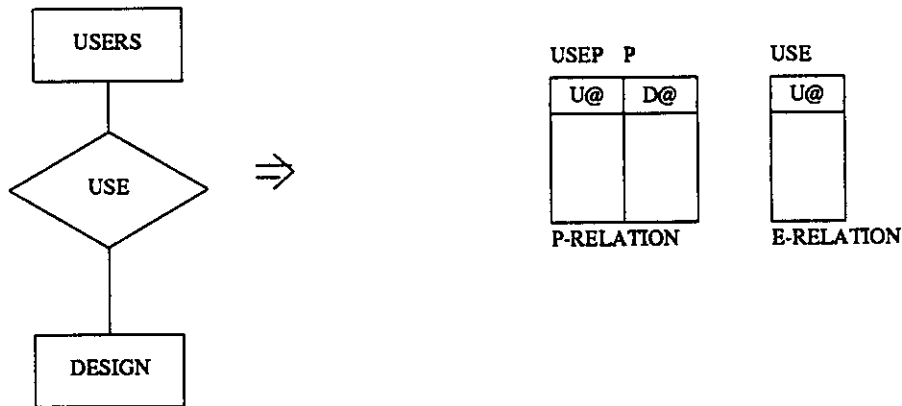 USERS
USE
DESIGN
USEP P
U@ D@
P-RELATION
USE
U@
E-RELATION